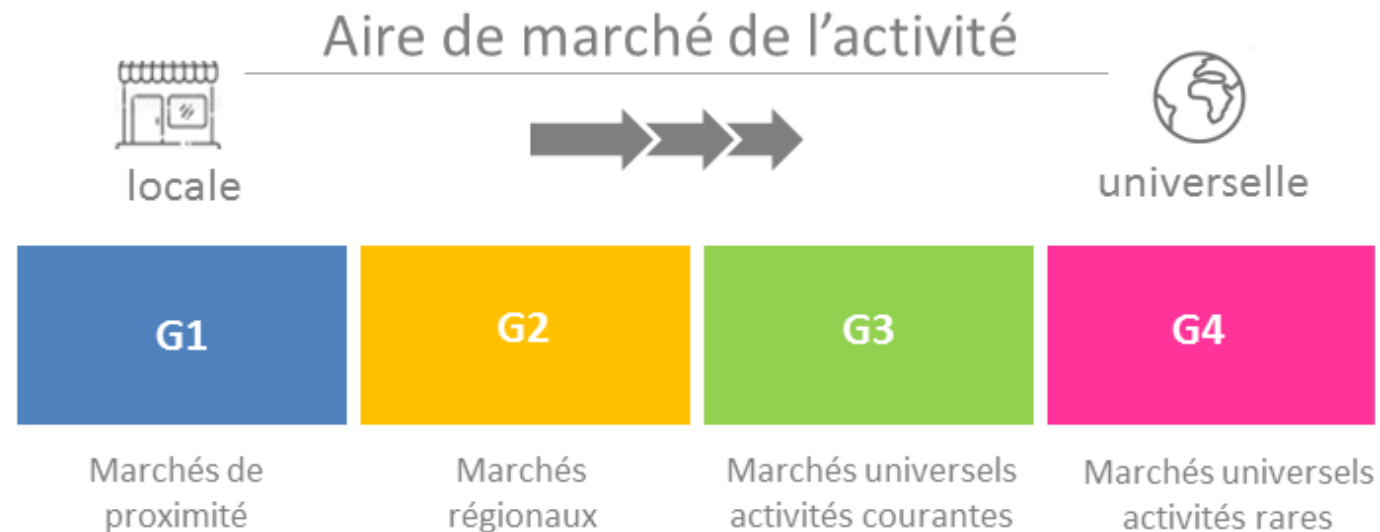 Aire de marché de l’activité
locale
universelle
G1
G2
G3
G4
Marchés de
proximité
Marchés
régionaux
Marchés universels
activités courantes
Marchés universels
activités rares